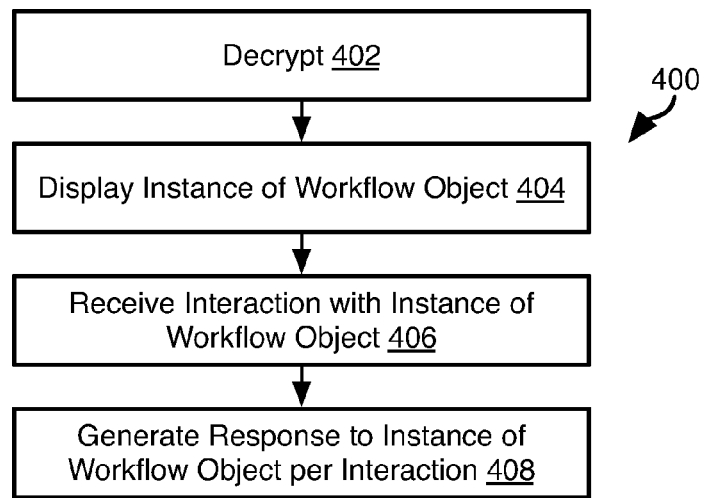 Decrypt 402
400
Display Instance of Workflow Object 404
Receive Interaction with Instance of
Workflow Object 406
Generate Response to Instance of
Workflow Object per Interaction 408